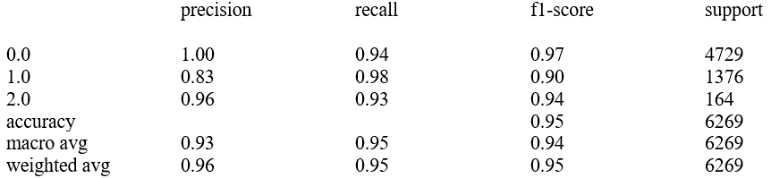 precision recall f1-score support
0.0 1.00 0.94 0.97 4729
1.0 0.83 0.98 0.90 1376
2.0 0.96 0.93 0.94 164
accuracy 0.95 6269
macro avg 0.93 0.95 0.94 6269
weighted avg 0.96 0.95 0.95 6269